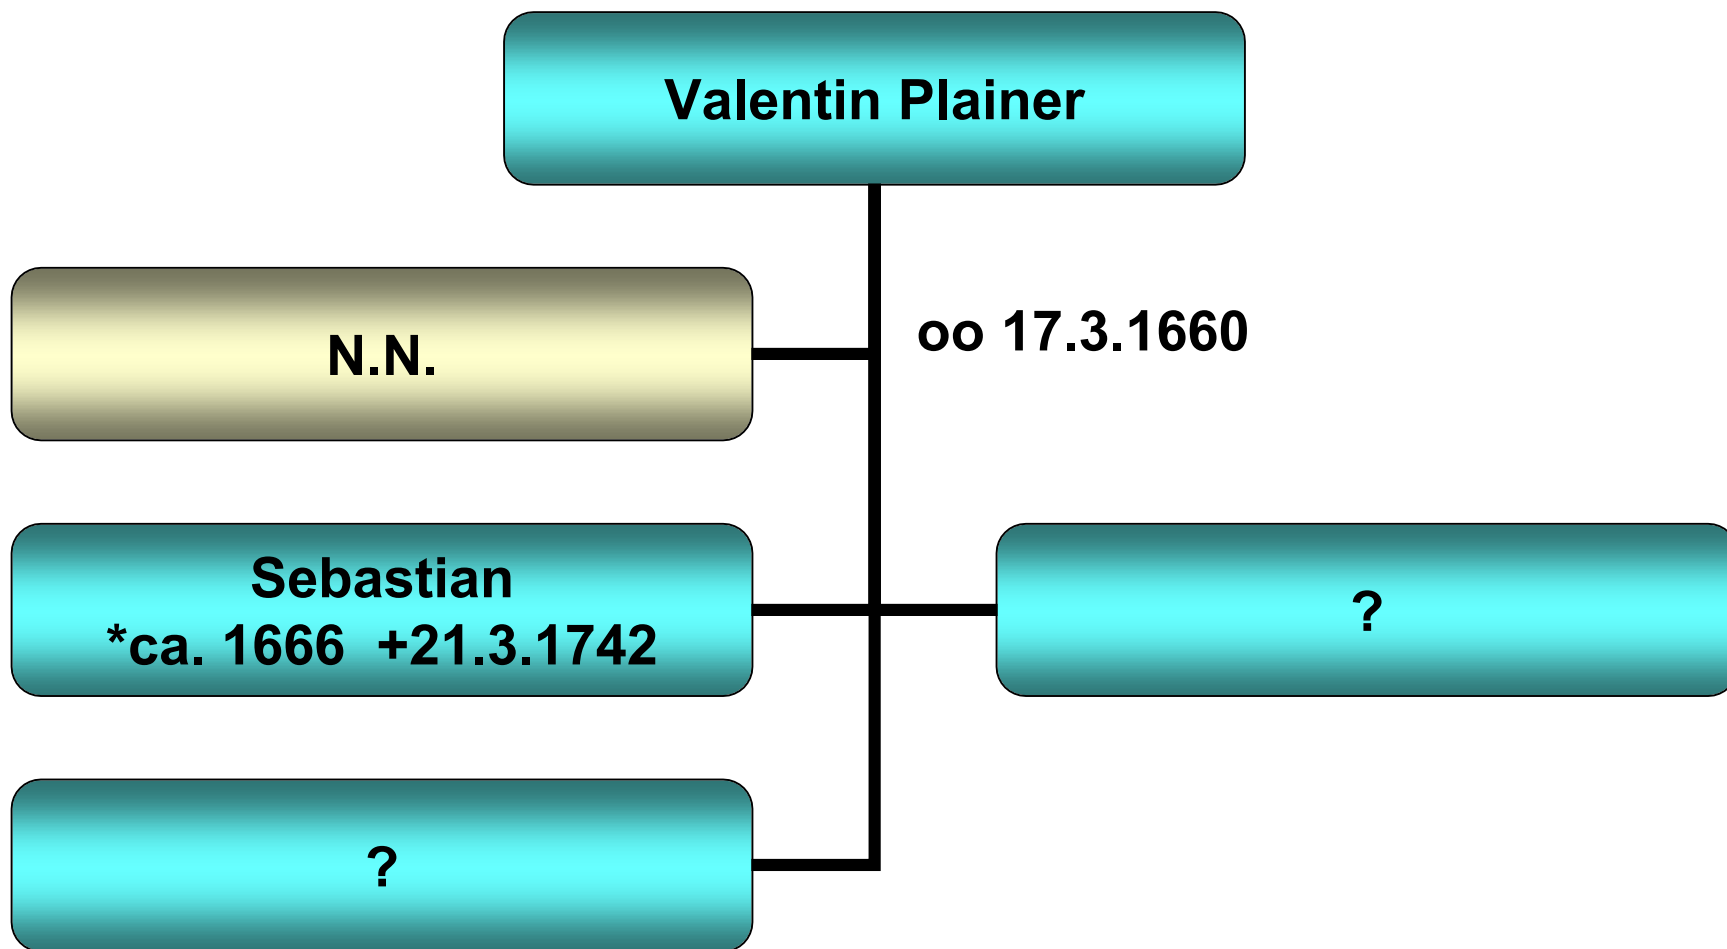 Valentin Plainer
N.N.
oo 17.3.1660
Sebastian
*ca. 1666  +21.3.1742
?
?